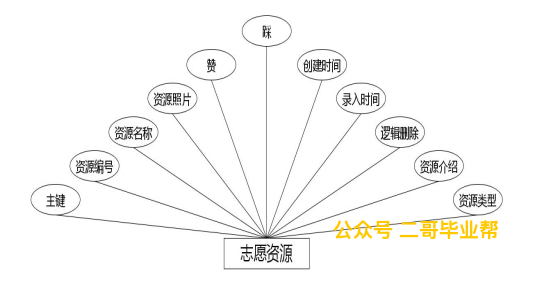 踩
赞
创建时间
资源照片
录入时间
资源名称
逻辑删除
资源编号
资源介绍
主键
资源类型
公众号 二哥毕业帮
志愿资源